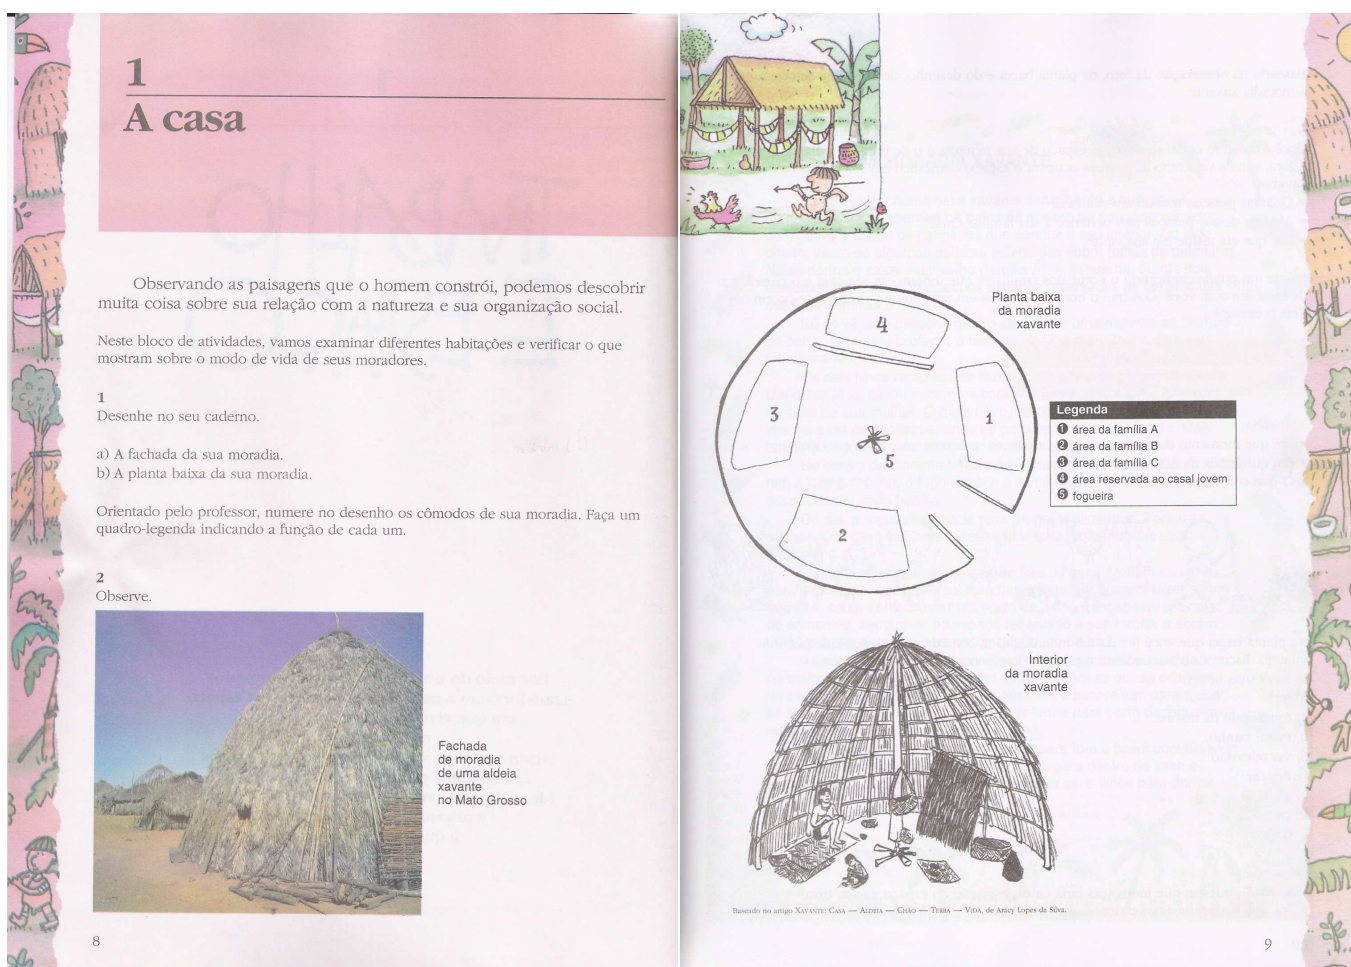 1
A casa
Observando as paisagens que o homem constrói, podemos descobrir
muita coisa sobre sua relação com a natureza e sua organização social.
Neste bloco de atividades, vamos examinar diferentes habitações e verificar o que
mostram sobre o modo de vida de seus moradores.
1
Desenhe no seu caderno.
a) A fachada da sua moradia.
b) A planta baixa da sua moradia.
Orientado pelo professor, numere no desenho os cômodos de sua moradia. Faça um
quadro-legenda indicando a função de cada um.
2
Observe.
Fachada
de moradia
de uma aldeia
xavante
no Mato Grosso
8
Planta baixa
da moradia
xavante
4
3
1
5
2
Legenda
1 área da família A
2 área da família B
3 área da família C
4 área reservada ao casal jovem
5 fogueira
Interior
da moradia
xavante
Baseado no artigo XAVANTE: CASA — ALDEIA — CHÃO — TERRA — VIDA, de Aracy Lopes da Silva.
9